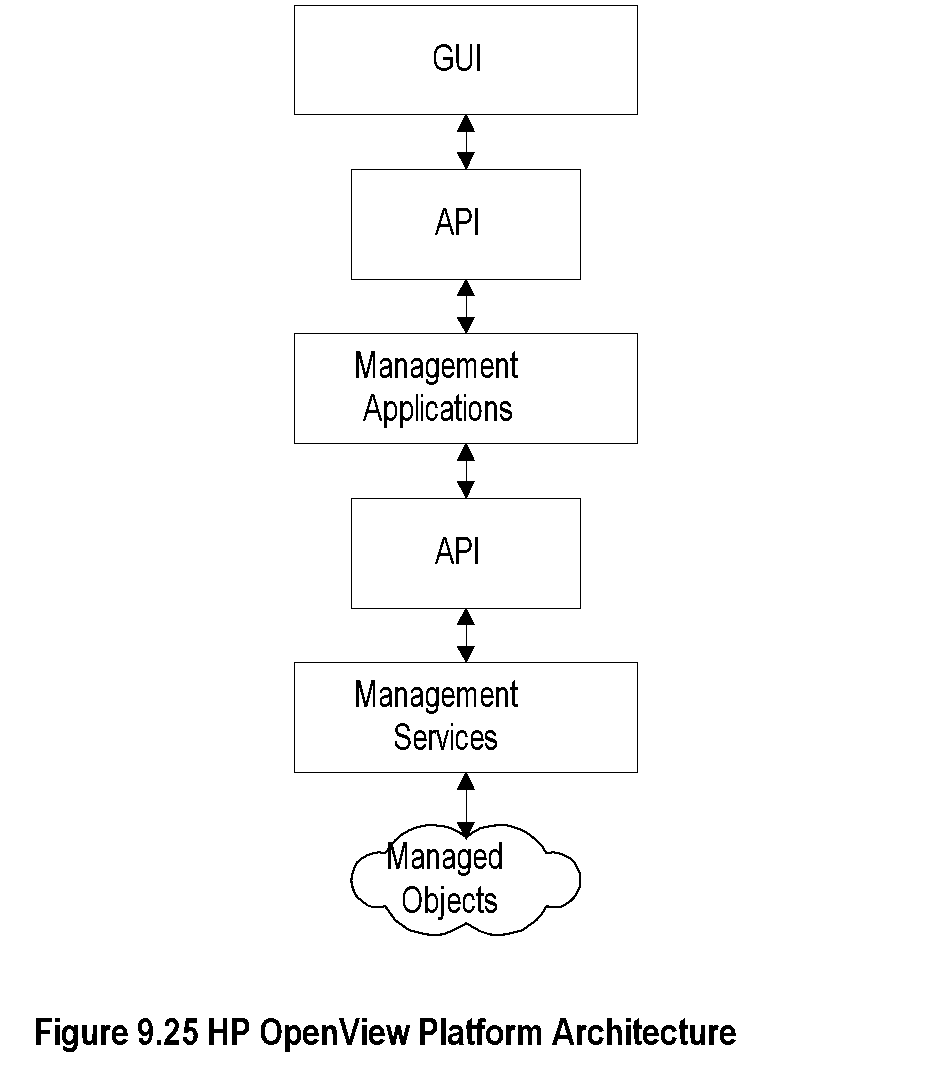 GUI
API
Management
Applications
API
Management
Services
Managed
Objects
Figure 9.25 HP OpenView Platform Architecture